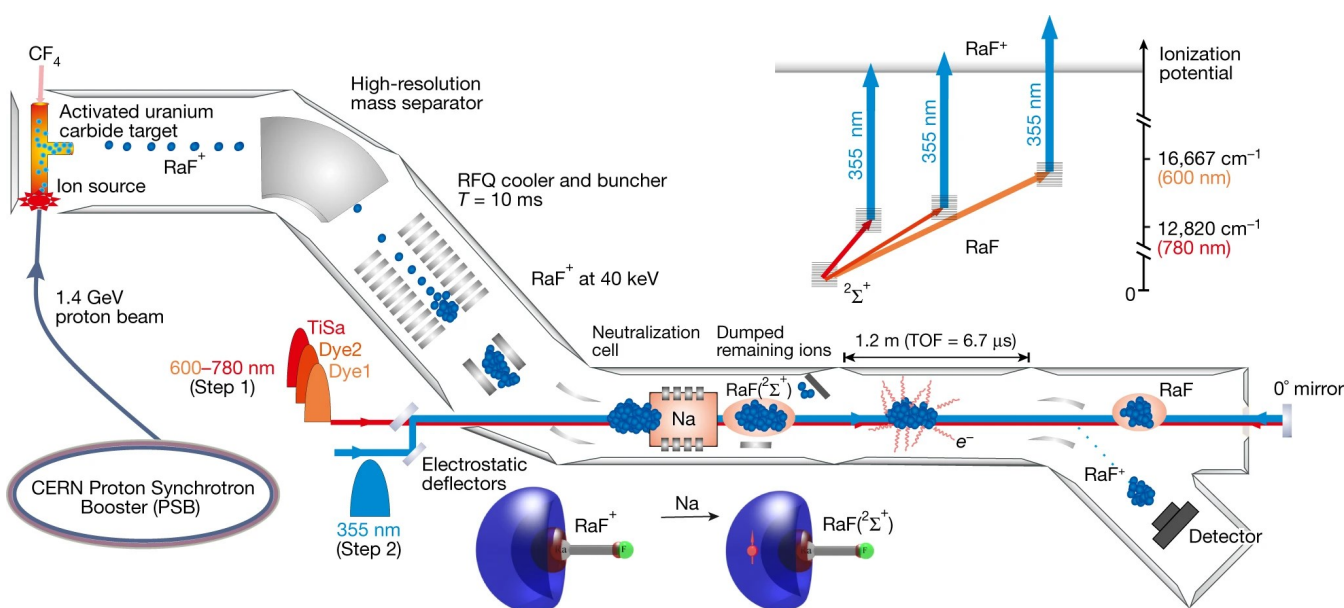 CF4
Activated uranium
carbide target
RaF+
Ion source
1.4 GeV
proton beam
CERN Proton Synchrotron
Booster (PSB)
High-resolution
mass separator
RFQ cooler and buncher
T = 10 ms
RaF+ at 40 keV
TiSa
Dye2
Dye1
600–780 nm
(Step 1)
355 nm
(Step 2)
Electrostatic
deflectors
Neutralization
cell
Na
Dumped
remaining ions
RaF(2Σ+)
1.2 m (TOF = 6.7 μs)
e–
RaF
0° mirror
RaF+
Detector
RaF+
Ra
F
Na
RaF(2Σ+)
F
RaF+
355 nm
355 nm
355 nm
RaF
2Σ+
Ionization
potential
16,667 cm–1
(600 nm)
12,820 cm–1
(780 nm)
0